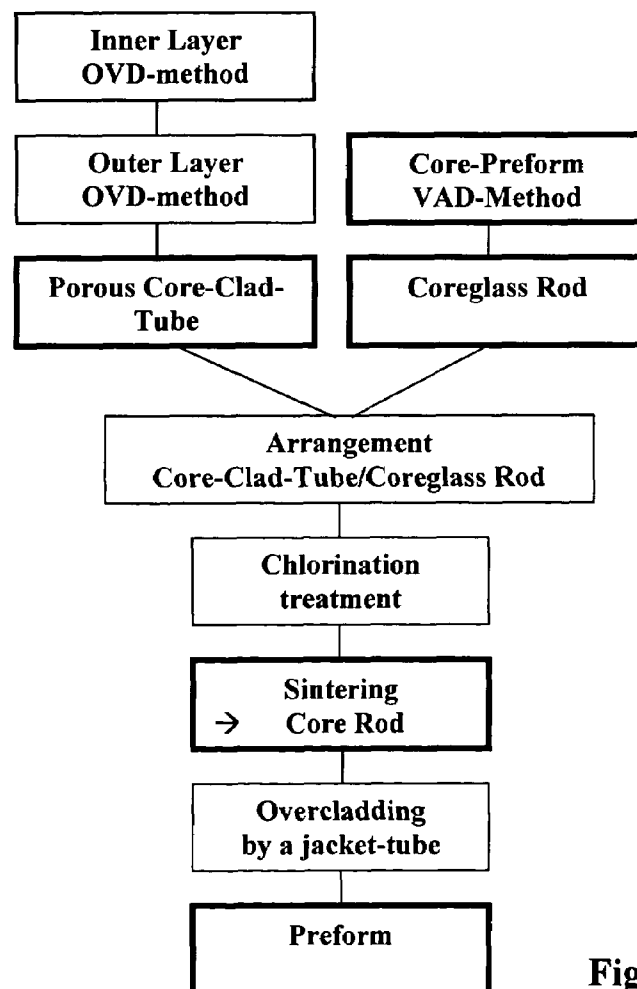 Inner Layer
OVD-method
Outer Layer
OVD-method
Core-Preform
VAD-Method
Porous Core-Clad-
Tube
Coreglass Rod
Arrangement
Core-Clad-Tube/Coreglass Rod
Chlorination
treatment
Sintering
→ Core Rod
Overcladding
by a jacket-tube
Preform
Fig